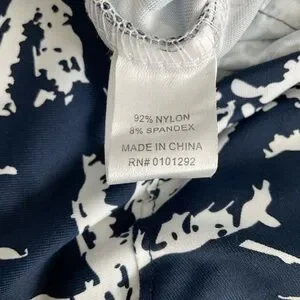 92% NYLON
8% SPANDEX
MADE IN CHINA
RN# 0101292